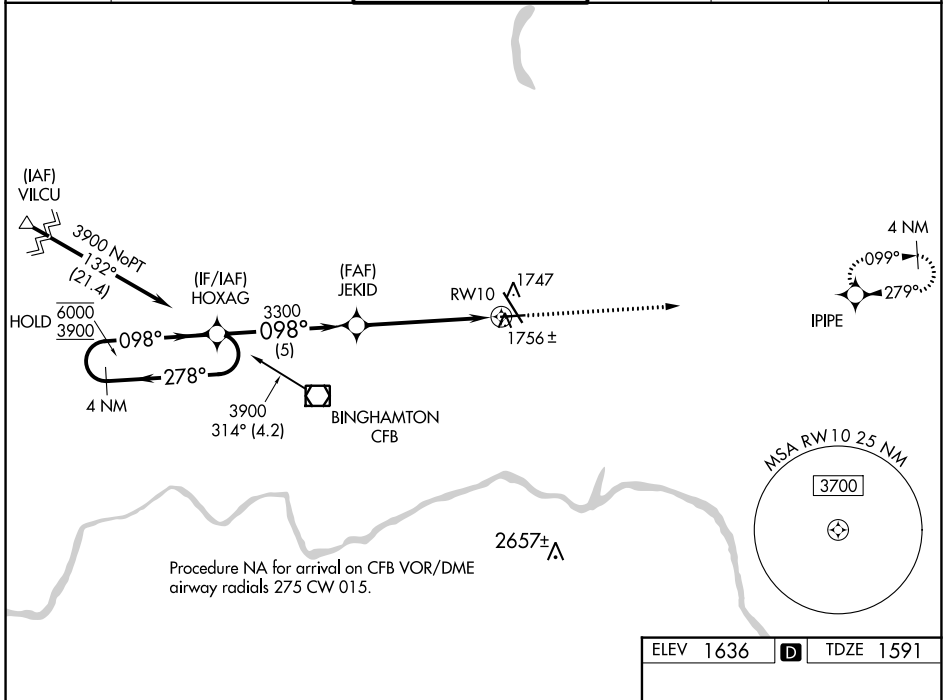 (IAF)
VILCU
3900 NoPT
132°
(21.4)
HOLD
6000
3900
098°
278°
4 NM
(IF/IAF)
HOXAG
3300
098°
(5)
(FAF)
JEKID
RW10
1747
1756 ±
3900
314° (4.2)
BINGHAMTON
CFB
4 NM
099°
279°
IPIPE
MSA RW10 25 NM
3700
2657±
Procedure NA for arrival on CFB VOR/DME
airway radials 275 CW 015.
ELEV 1636 D TDZE 1591